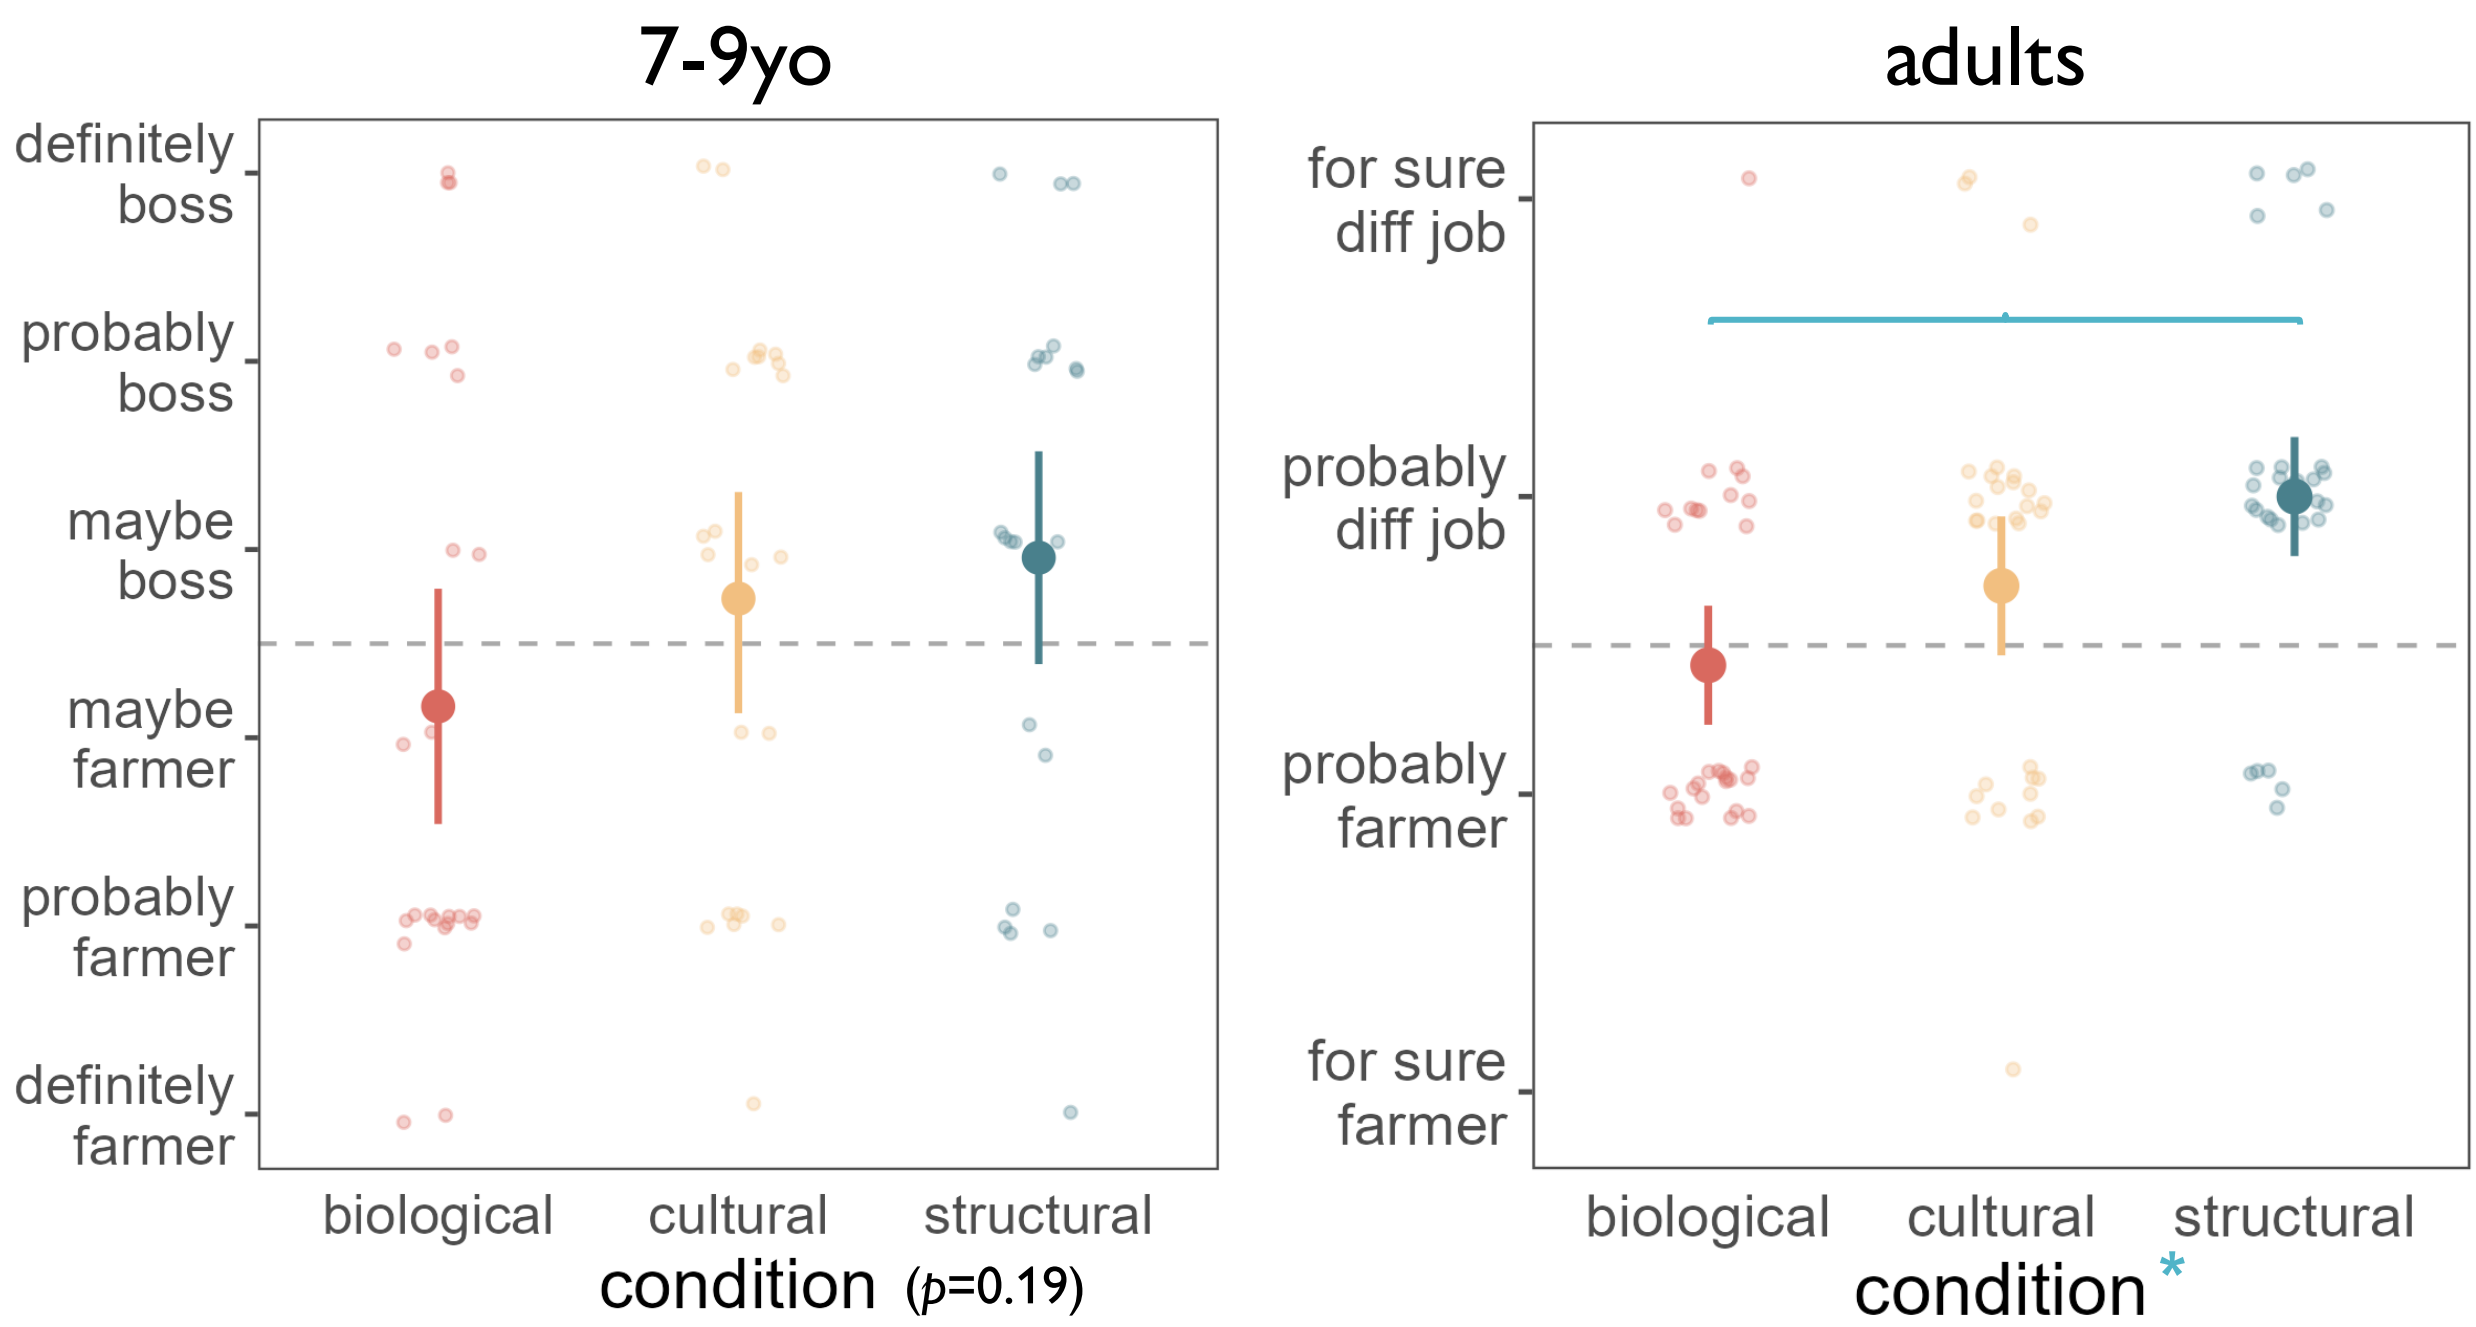 7-9yo
definitely
boss
probably
boss
maybe
boss
maybe
farmer
probably
farmer
definitely
farmer
biological cultural structural
condition (p=0.19)
adults
for sure
diff job
probably
diff job
probably
farmer
for sure
farmer
biological cultural structural
condition *